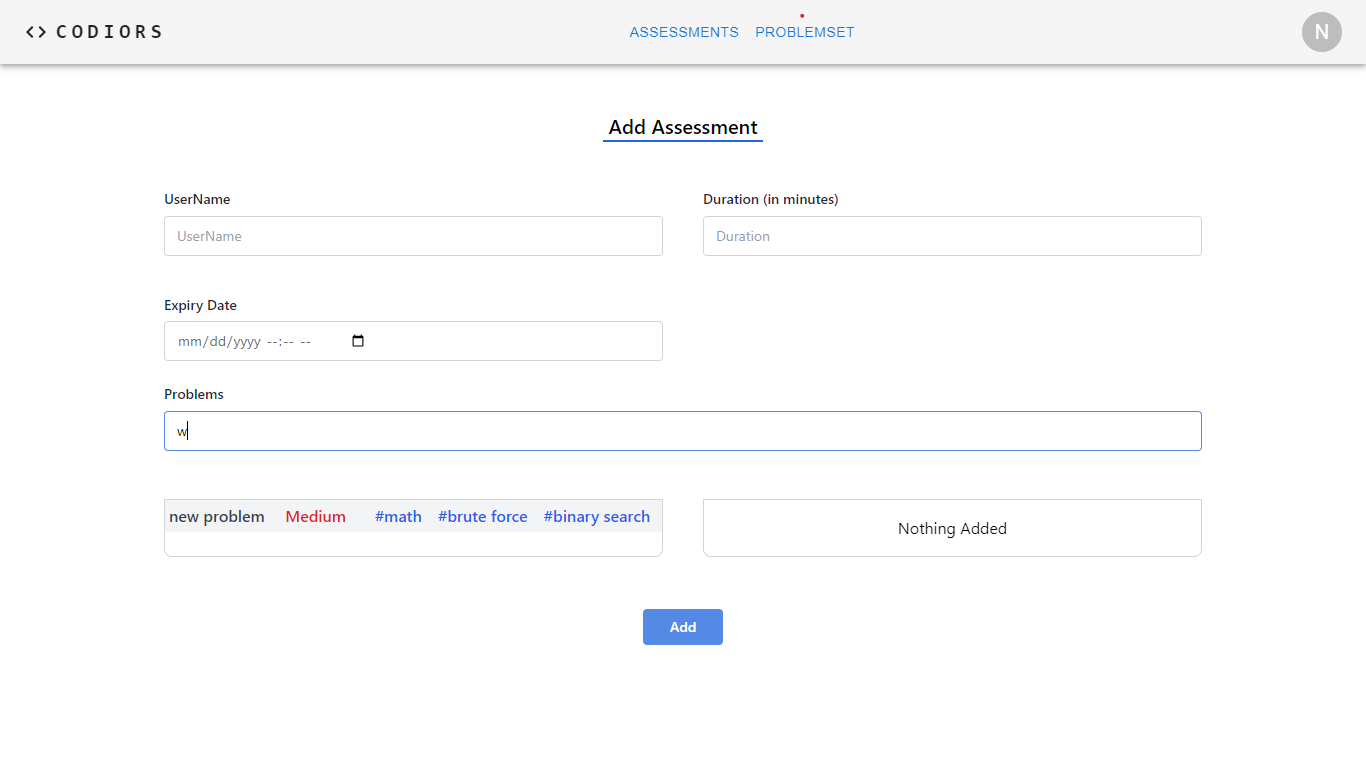 <> CODIORS ASSESSMENTS PROBLEMSET N
Add Assessment
UserName Duration (in minutes)
UserName Duration
Expiry Date
mm/dd/yyyy --:-- --
Problems
w
new problem Medium #math #brute force #binary search
Nothing Added
Add